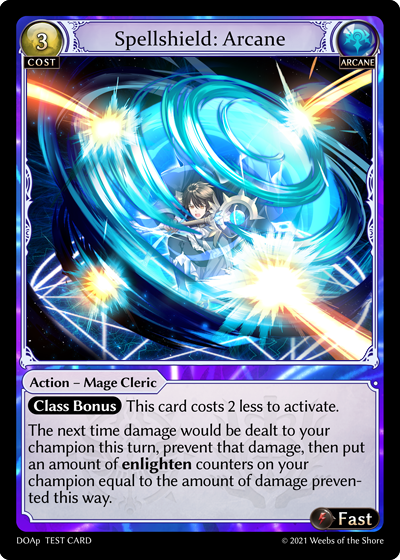 3
COST
Spellshield: Arcane
ARCANE
Action – Mage Cleric
Class Bonus This card costs 2 less to activate.
The next time damage would be dealt to your
champion this turn, prevent that damage, then put
an amount of enlighten counters on your
champion equal to the amount of damage preven-
ted this way.
Fast
DOAp TEST CARD
© 2021 Weebs of the Shore